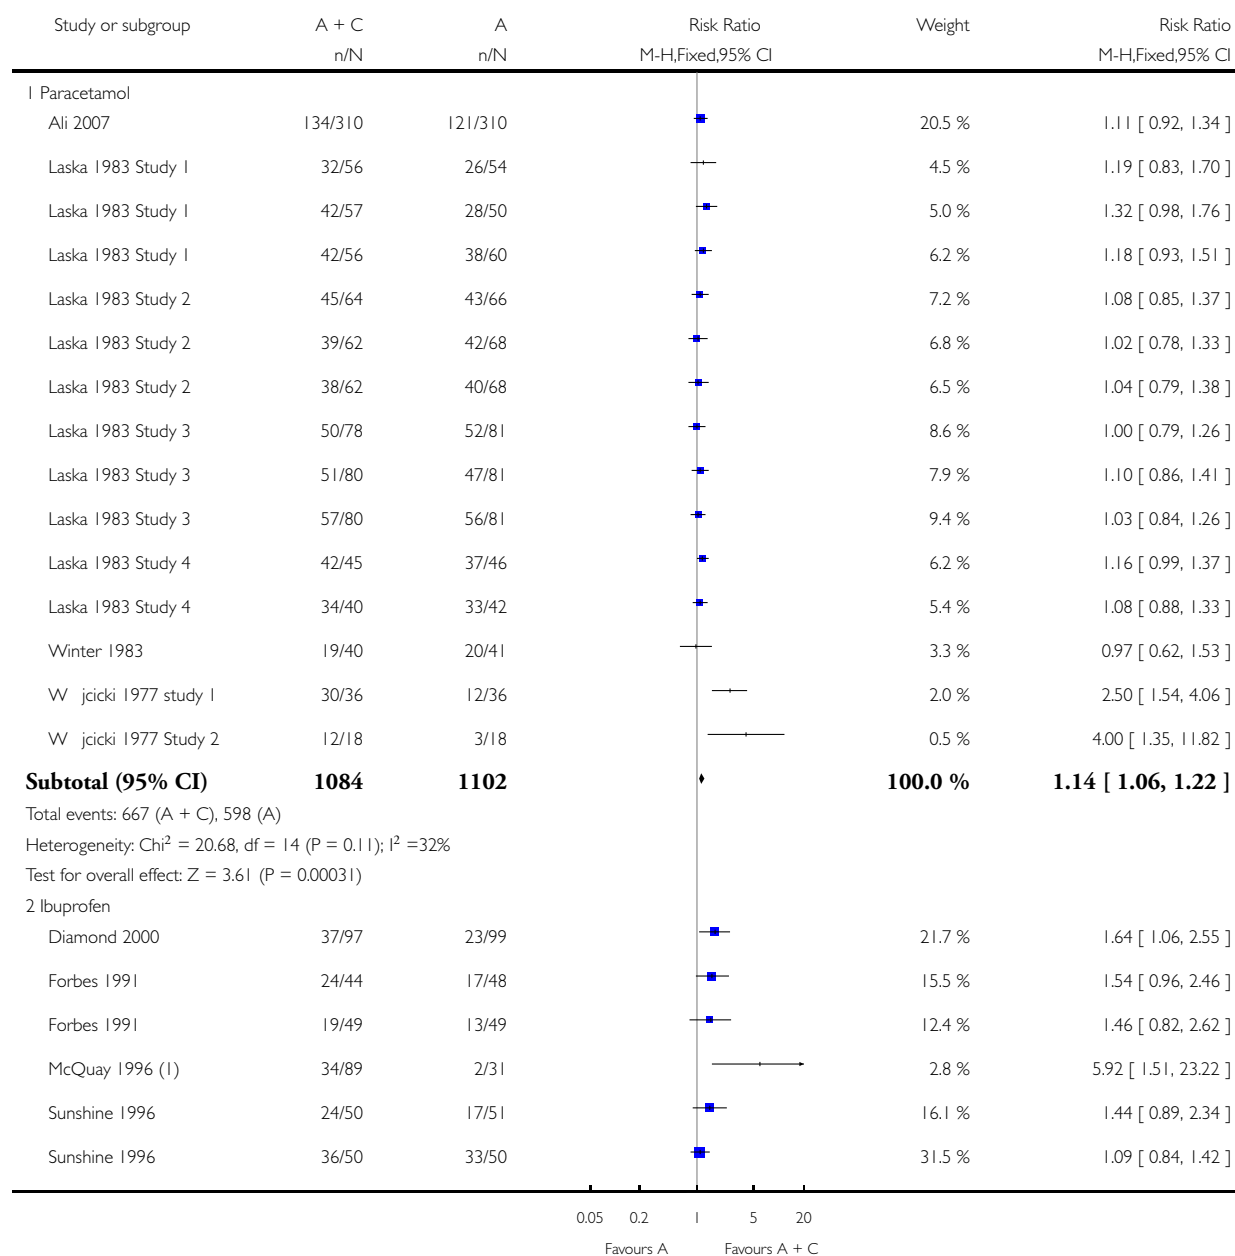 Study or subgroup A + C A Risk Ratio Weight Risk Ratio
n/N n/N M-H,Fixed,95% CI M-H,Fixed,95% CI
1 Paracetamol
Ali 2007 134/310 121/310 20.5 % 1.11 [ 0.92, 1.34 ]
Laska 1983 Study 1 32/56 26/54 4.5 % 1.19 [ 0.83, 1.70 ]
Laska 1983 Study 1 42/57 28/50 5.0 % 1.32 [ 0.98, 1.76 ]
Laska 1983 Study 1 42/56 38/60 6.2 % 1.18 [ 0.93, 1.51 ]
Laska 1983 Study 2 45/64 43/66 7.2 % 1.08 [ 0.85, 1.37 ]
Laska 1983 Study 2 39/62 42/68 6.8 % 1.02 [ 0.78, 1.33 ]
Laska 1983 Study 2 38/62 40/68 6.5 % 1.04 [ 0.79, 1.38 ]
Laska 1983 Study 3 50/78 52/81 8.6 % 1.00 [ 0.79, 1.26 ]
Laska 1983 Study 3 51/80 47/81 7.9 % 1.10 [ 0.86, 1.41 ]
Laska 1983 Study 3 57/80 56/81 9.4 % 1.03 [ 0.84, 1.26 ]
Laska 1983 Study 4 42/45 37/46 6.2 % 1.16 [ 0.99, 1.37 ]
Laska 1983 Study 4 34/40 33/42 5.4 % 1.08 [ 0.88, 1.33 ]
Winter 1983 19/40 20/41 3.3 % 0.97 [ 0.62, 1.53 ]
W jcicki 1977 study 1 30/36 12/36 2.0 % 2.50 [ 1.54, 4.06 ]
W jcicki 1977 Study 2 12/18 3/18 0.5 % 4.00 [ 1.35, 11.82 ]
Subtotal (95% CI) 1084 1102 100.0 % 1.14 [ 1.06, 1.22 ]
Total events: 667 (A + C), 598 (A)
Heterogeneity: Chi² = 20.68, df = 14 (P = 0.11); I² =32%
Test for overall effect: Z = 3.61 (P = 0.00031)
2 Ibuprofen
Diamond 2000 37/97 23/99 21.7 % 1.64 [ 1.06, 2.55 ]
Forbes 1991 24/44 17/48 15.5 % 1.54 [ 0.96, 2.46 ]
Forbes 1991 19/49 13/49 12.4 % 1.46 [ 0.82, 2.62 ]
McQuay 1996 (1) 34/89 2/31 2.8 % 5.92 [ 1.51, 23.22 ]
Sunshine 1996 24/50 17/51 16.1 % 1.44 [ 0.89, 2.34 ]
Sunshine 1996 36/50 33/50 31.5 % 1.09 [ 0.84, 1.42 ]
0.05 0.2 1 5 20
Favours A Favours A + C